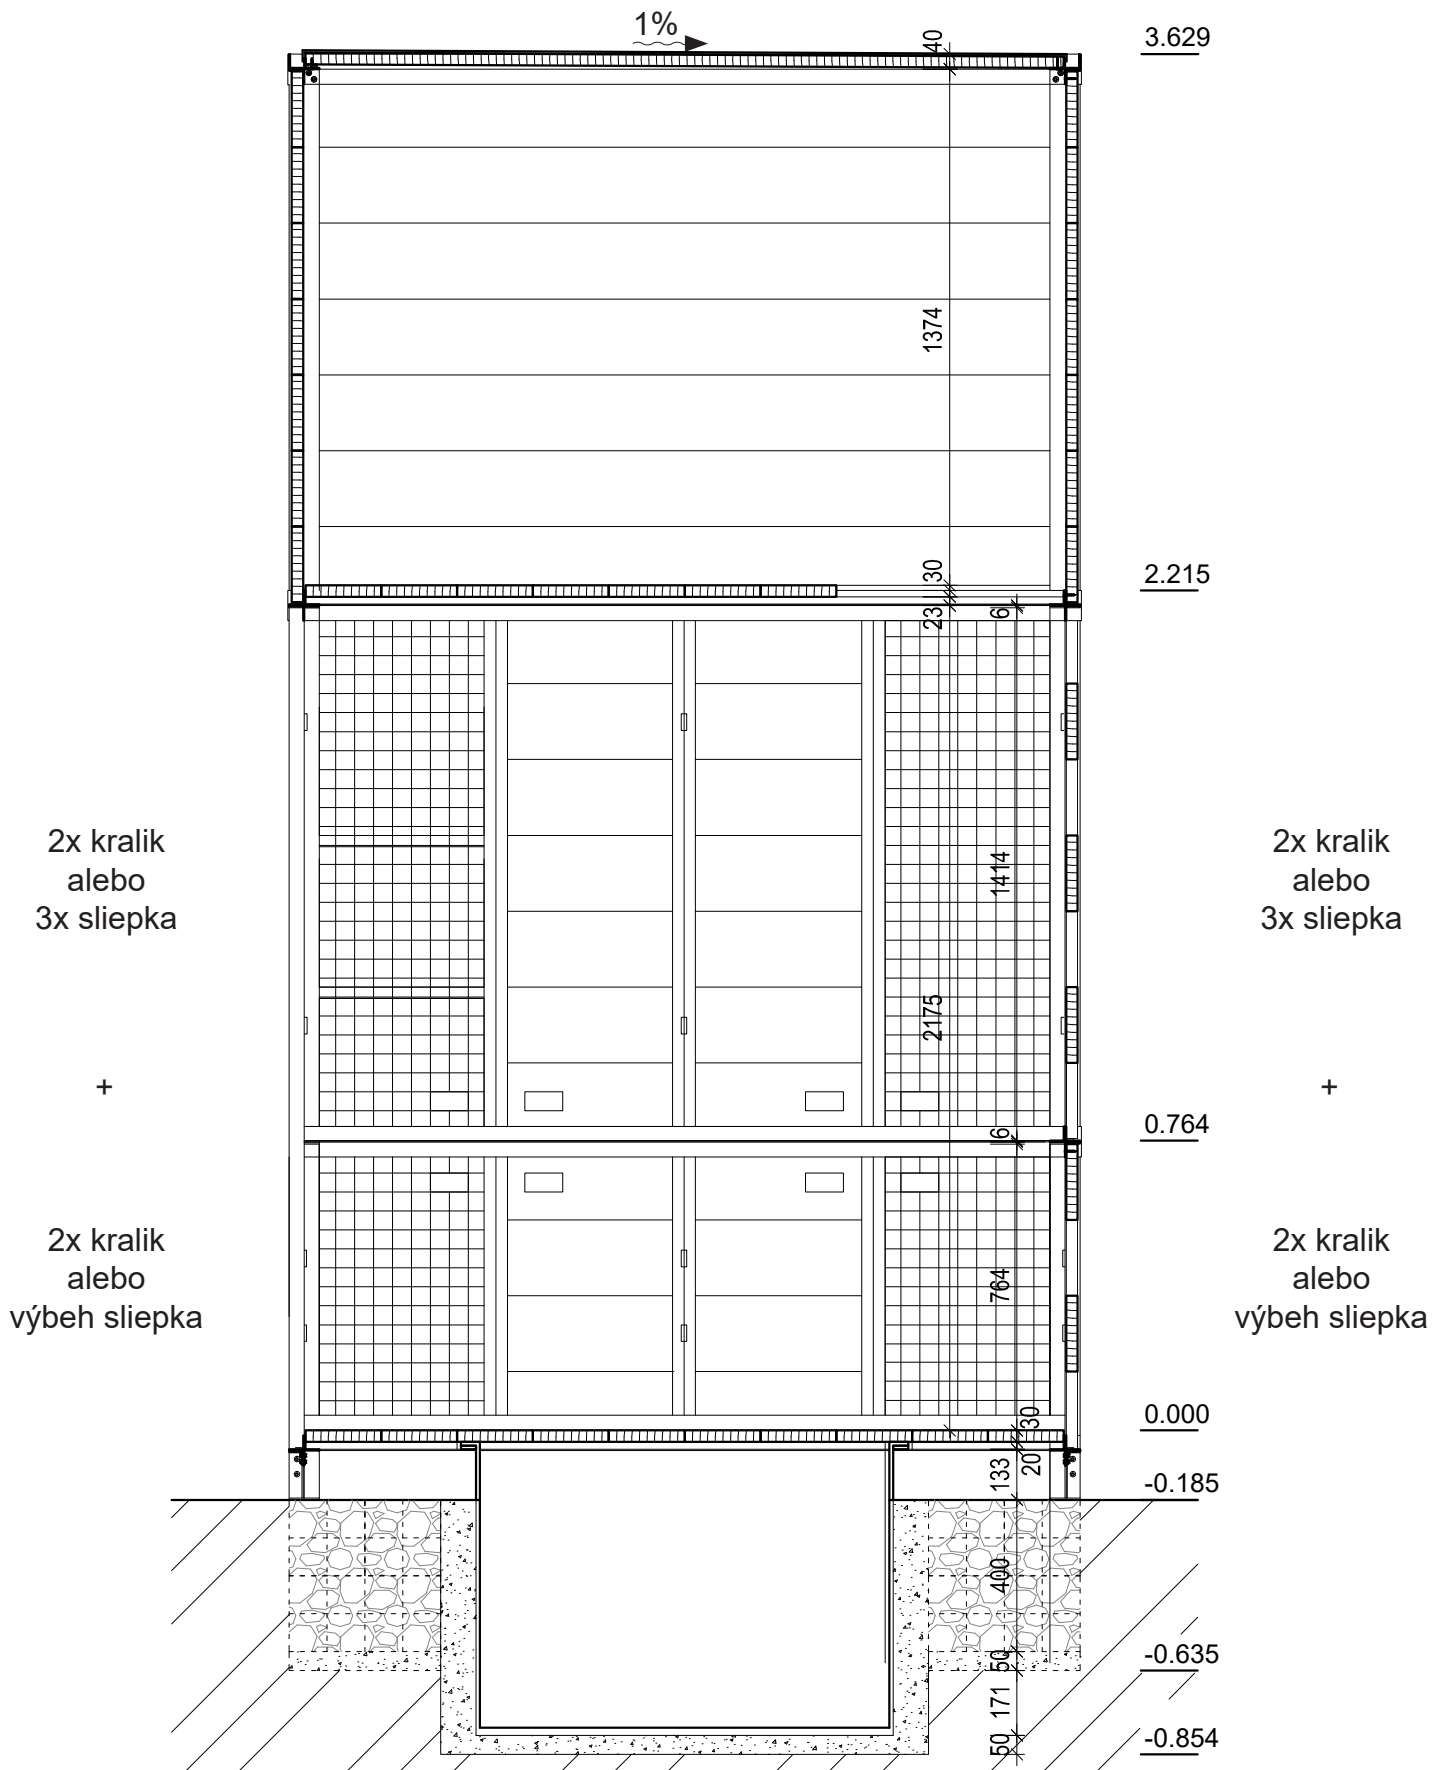 1%
40
3.629
1374
30
2.215
23
6
2x kralik
alebo
3x sliepka
1414
2x kralik
alebo
3x sliepka
2175
+
+
6
0.764
2x kralik
alebo
výbeh sliepka
764
2x kralik
alebo
výbeh sliepka
30
0.000
133
20
-0.185
400
50
-0.635
171
50
-0.854